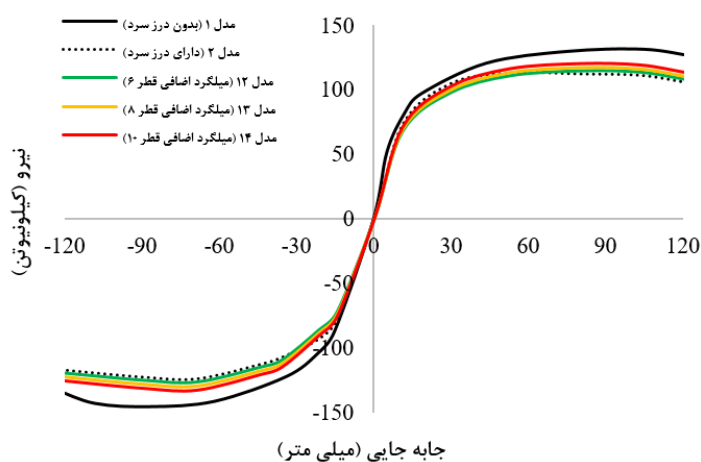 مدل ۱ (بدون درز سرد)
مدل ۲ (دارای درز سرد)
مدل ۱۲ (میلگرد اضافی قطر ۶)
مدل ۱۳ (میلگرد اضافی قطر ۸)
مدل ۱۴ (میلگرد اضافی قطر ۱۰)
نیرو (کیلونیوتن)
150
100
50
0
-120 -90 -60 -30 0 30 60 90 120
-50
-100
-150
جابه جایی (میلی متر)